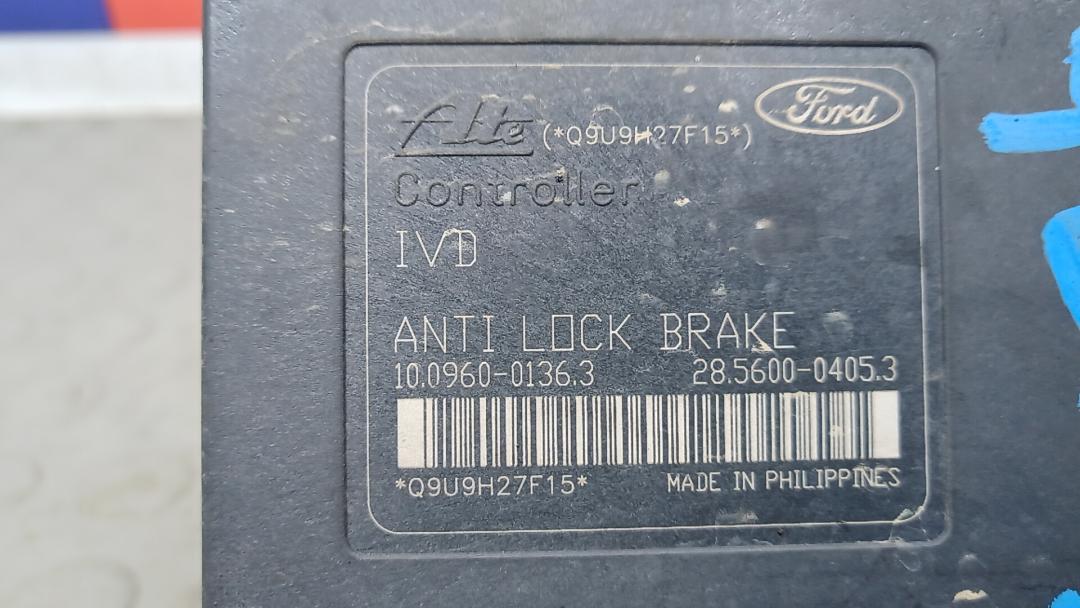 Ate (*Q9U9H27F15*) Ford
Controller
IVD
ANTI LOCK BRAKE
10.0960-0136.3 28.5600-0405.3
*Q9U9H27F15* MADE IN PHILIPPINES